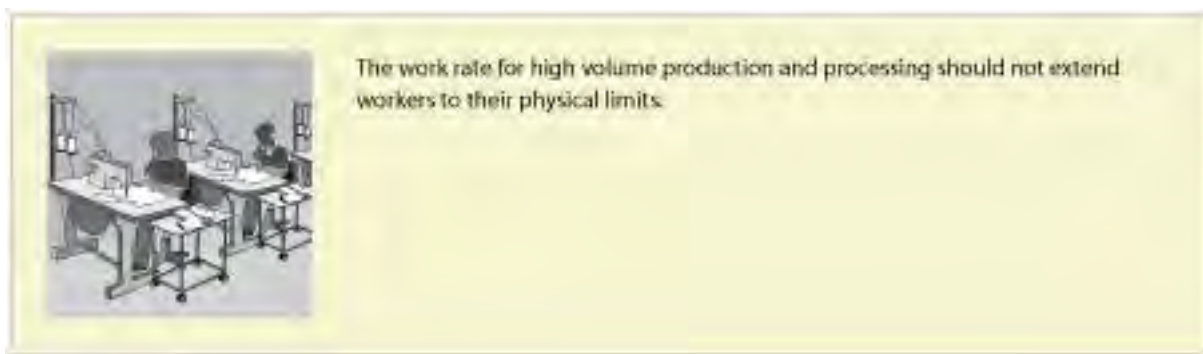 The work rate for high volume production and processing should not extend
workers to their physical limits.